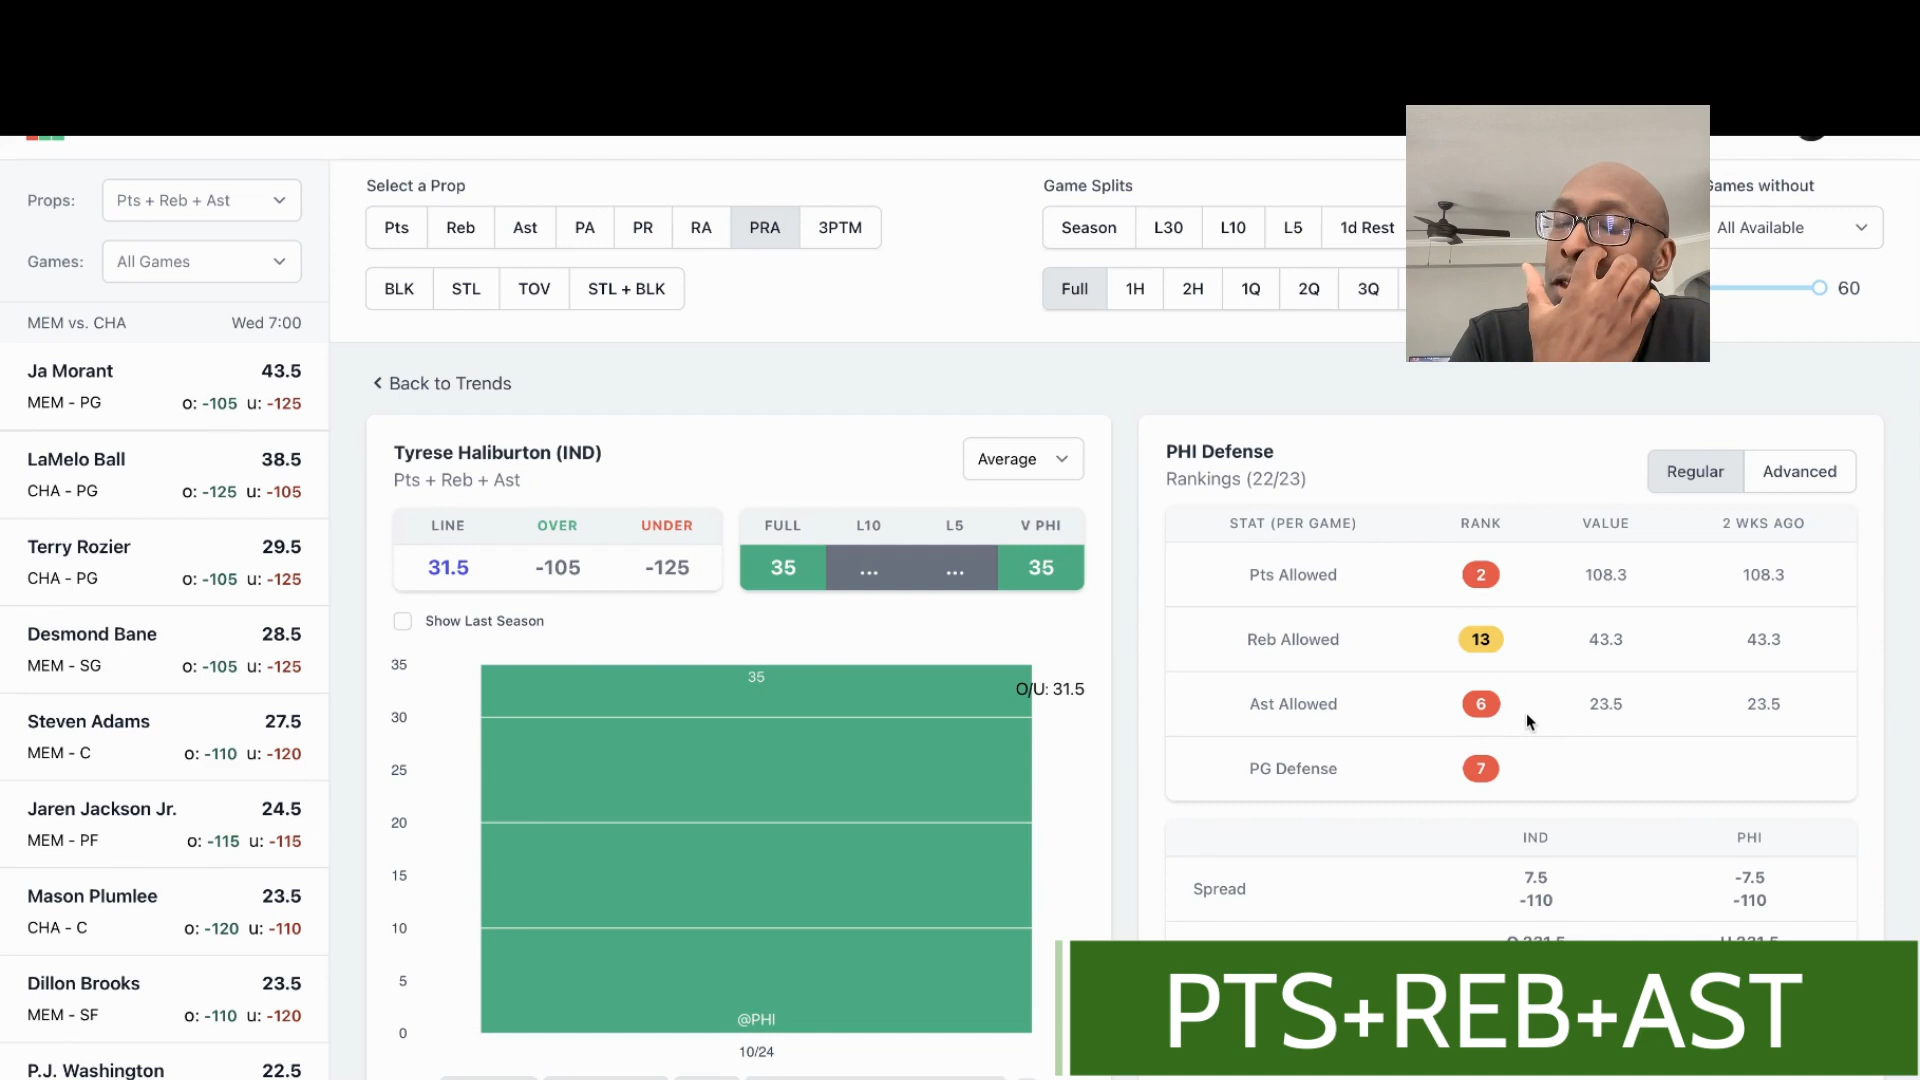 Props:
Pts + Reb + Ast
Games:
All Games
MEM vs. CHA
Wed 7:00
Ja Morant
43.5
MEM - PG
o: -105 u: -125
LaMelo Ball
38.5
CHA - PG
o: -125 u: -105
Terry Rozier
29.5
CHA - PG
o: -105 u: -125
Desmond Bane
28.5
MEM - SG
o: -105 u: -125
Steven Adams
27.5
MEM - C
o: -110 u: -120
Jaren Jackson Jr.
24.5
MEM - PF
o: -115 u: -115
Mason Plumlee
23.5
CHA - C
o: -120 u: -110
Dillon Brooks
23.5
MEM - SF
o: -110 u: -120
P.J. Washington
22.5
Select a Prop
Pts Reb Ast PA PR RA PRA 3PTM
BLK STL TOV STL + BLK
Game Splits
Season L30 L10 L5 1d Rest
Full 1H 2H 1Q 2Q 3Q
Games without
All Available
60
Back to Trends
Tyrese Haliburton (IND)
Pts + Reb + Ast
Average
LINE OVER UNDER
31.5 -105 -125
FULL L10 L5 V PHI
35 ... ... 35
Show Last Season
35
30
25
20
15
10
5
0
35
O/U: 31.5
@PHI
10/24
PHI Defense
Rankings (22/23)
Regular Advanced
STAT (PER GAME) RANK VALUE 2 WKS AGO
Pts Allowed 2 108.3 108.3
Reb Allowed 13 43.3 43.3
Ast Allowed 6 23.5 23.5
PG Defense 7
IND PHI
Spread
7.5 -7.5
-110 -110
PTS+REB+AST